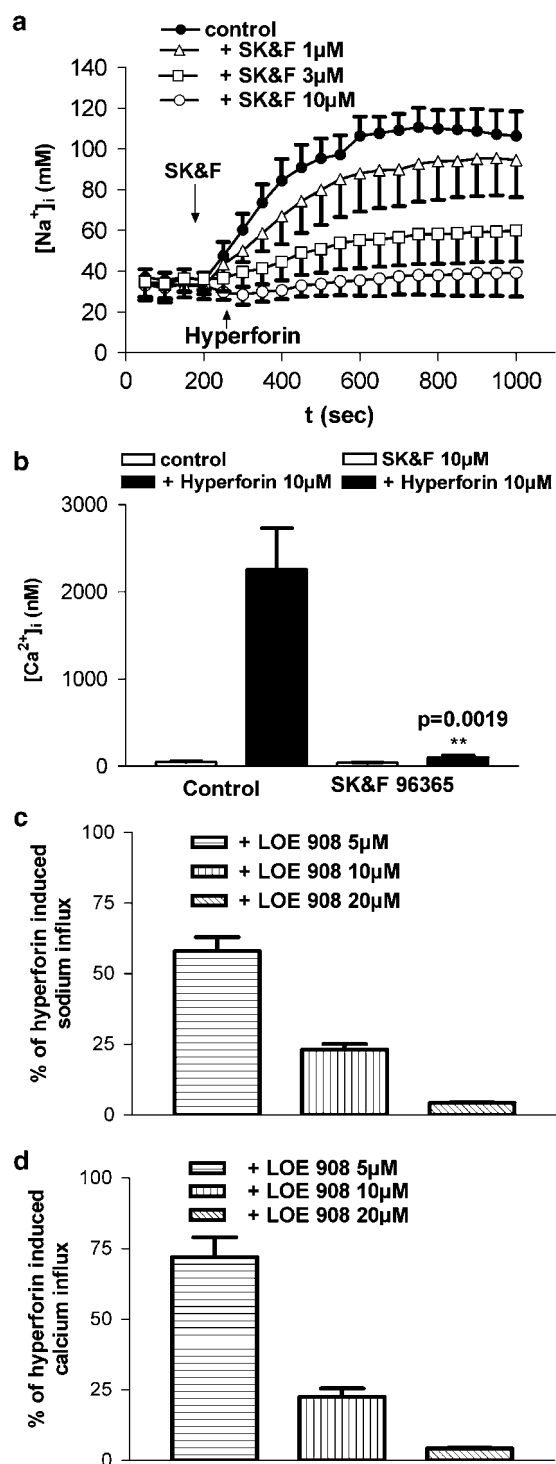 a
control
+ SK&F 1µM
+ SK&F 3µM
+ SK&F 10µM
140
120
100
80
60
40
20
0
[Na⁺]ᵢ (mM)
SK&F
Hyperforin
0 200 400 600 800 1000
t (sec)
b
control SK&F 10µM
+ Hyperforin 10µM + Hyperforin 10µM
3000
2000
1000
0
[Ca²⁺]ᵢ (nM)
p=0.0019
**
Control SK&F 96365
c
100
75
50
25
0
% of hyperforin induced
sodium influx
+ LOE 908 5µM
+ LOE 908 10µM
+ LOE 908 20µM
d
100
75
50
25
0
% of hyperforin induced
calcium influx
+ LOE 908 5µM
+ LOE 908 10µM
+ LOE 908 20µM